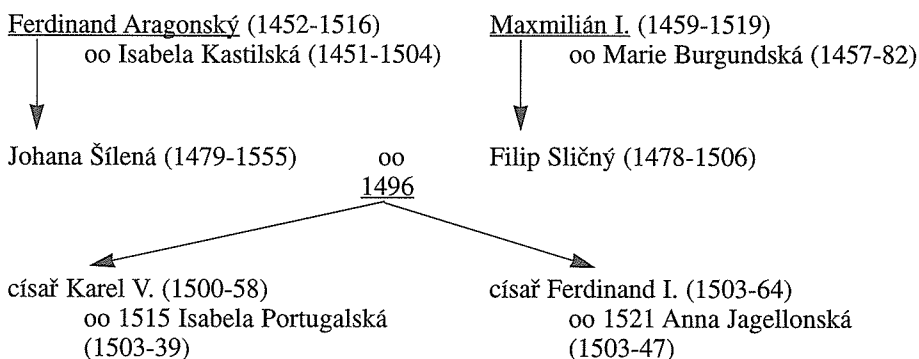 Ferdinand Aragonský (1452-1516)
oo Isabela Kastilská (1451-1504)
Maxmilián I. (1459-1519)
oo Marie Burgundská (1457-82)
Johana Šílená (1479-1555)
oo
1496
Filip Sličný (1478-1506)
císař Karel V. (1500-58)
oo 1515 Isabela Portugalská
(1503-39)
císař Ferdinand I. (1503-64)
oo 1521 Anna Jagellonská
(1503-47)